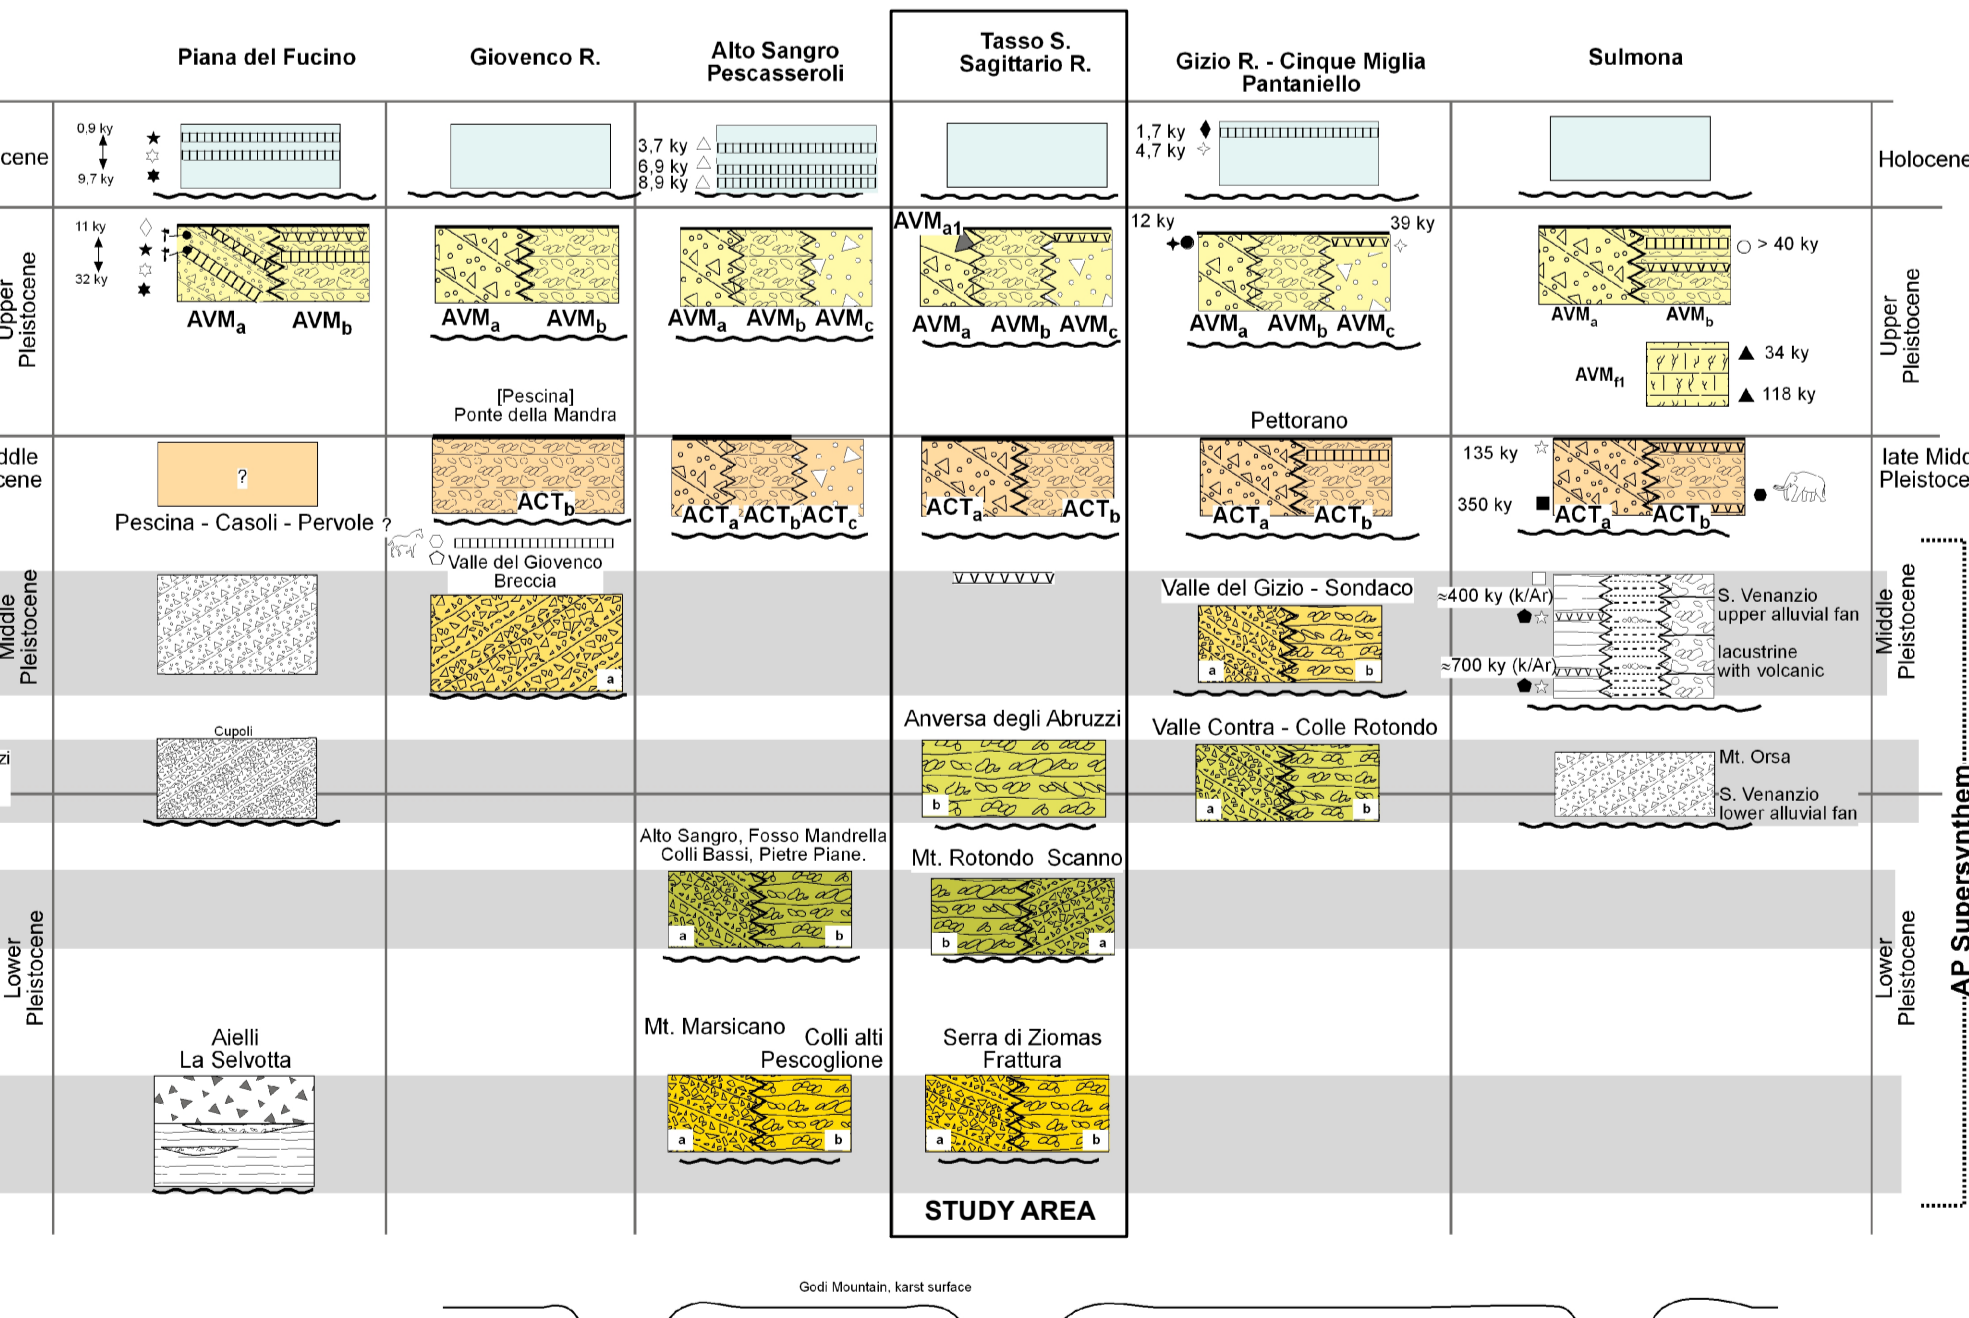 Piana del Fucino
Giovenco R.
Alto Sangro
Pescasseroli
Tasso S.
Sagittario R.
Gizio R. - Cinque Miglia
Pantaniello
Sulmona
cene
0,9 ky
9,7 ky
3,7 ky
6,9 ky
8,9 ky
1,7 ky
4,7 ky
Holocene
Upper
Pleistocene
11 ky
32 ky
AVMa
AVMb
AVMa
AVMb
AVMa
AVMb
AVMc
AVMa1
AVMa
AVMb
AVMc
12 ky
39 ky
AVMa
AVMb
AVMc
> 40 ky
AVMa
AVMb
AVMf1
34 ky
118 ky
Upper
Pleistocene
[Pescina]
Ponte della Mandra
Pettorano
ddle
cene
?
Pescina - Casoli - Pervole ?
ACTb
ACTa
ACTb
ACTc
ACTa
ACTb
ACTa
ACTb
135 ky
350 ky
ACTa
ACTb
late Midd
Pleistoce
Middle
Pleistocene
Valle del Giovenco
Breccia
a
Valle del Gizio - Sondaco
a
b
≈400 ky (k/Ar)
≈700 ky (k/Ar)
S. Venanzio
upper alluvial fan
lacustrine
with volcanic
Middle
Pleistocene
zi
Cupoli
Anversa degli Abruzzi
b
Valle Contra - Colle Rotondo
a
b
Mt. Orsa
S. Venanzio
lower alluvial fan
Alto Sangro, Fosso Mandrella
Colli Bassi, Pietre Piane.
a
b
Mt. Rotondo Scanno
b
a
Lower
Pleistocene
Lower
Pleistocene
AP Supersynthem
Aielli
La Selvotta
Mt. Marsicano
Colli alti
Pescoglione
a
b
Serra di Ziomas
Frattura
a
b
STUDY AREA
Godi Mountain, karst surface